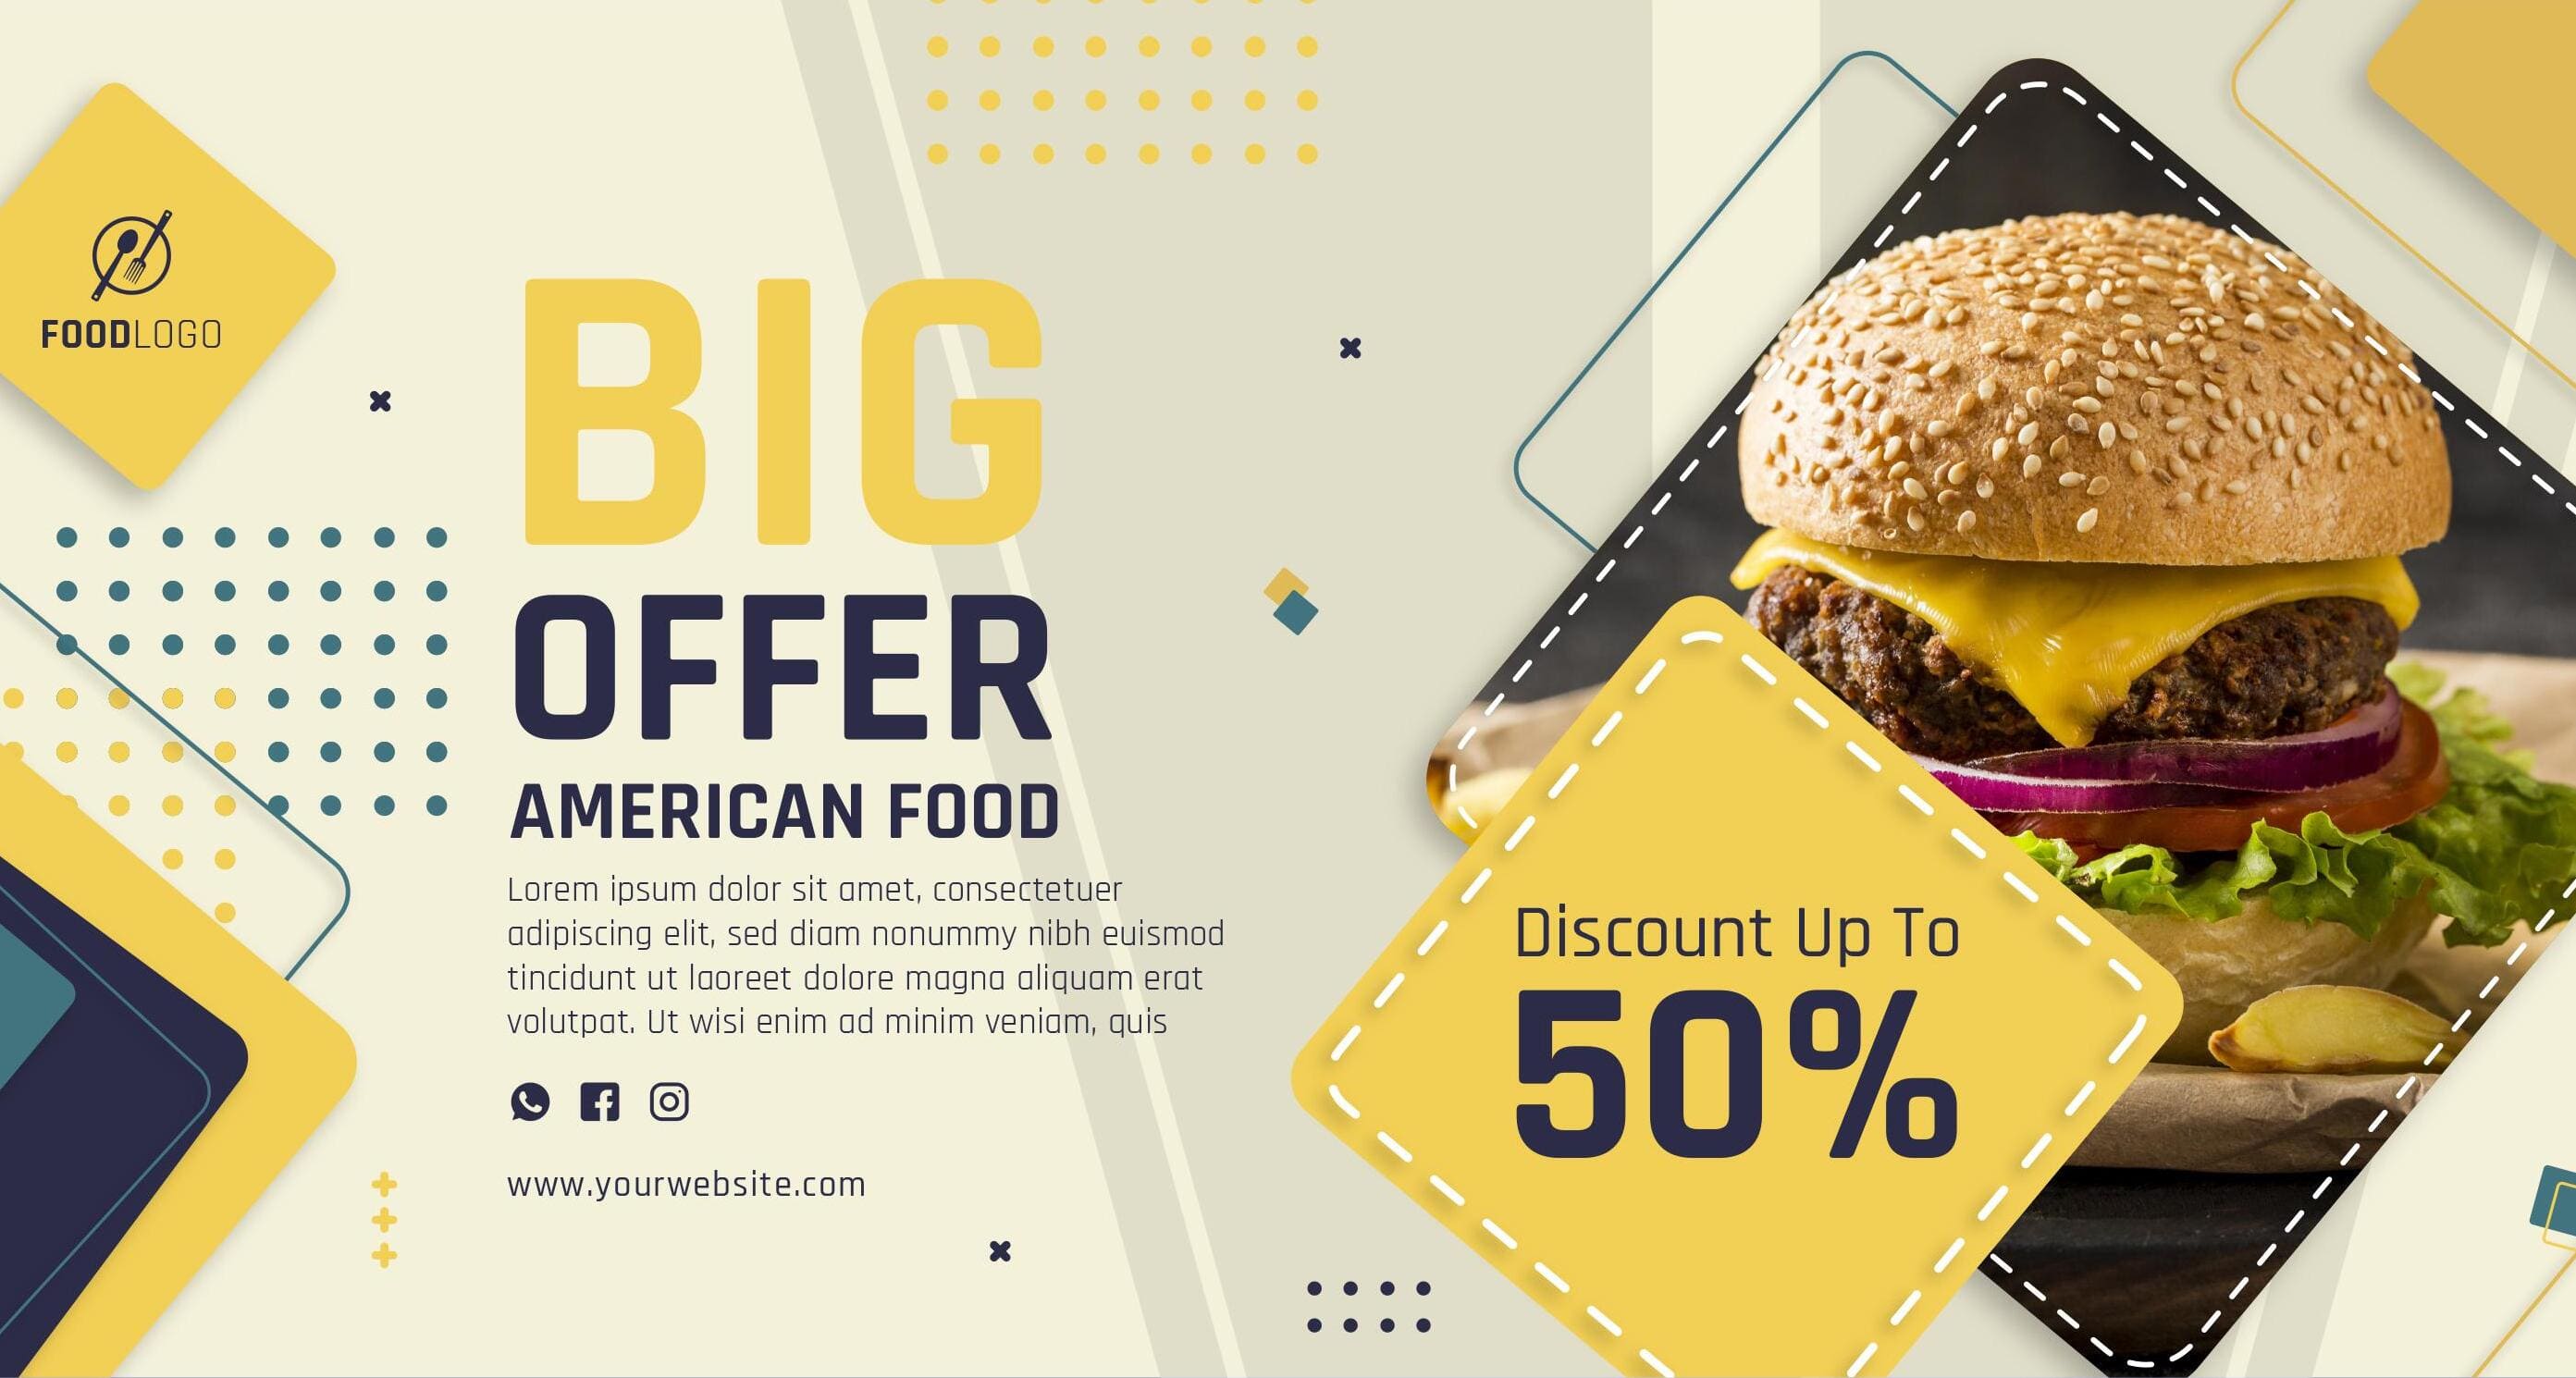 FOODLOGO
BIG
OFFER
AMERICAN FOOD
Lorem ipsum dolor sit amet, consectetuer
adipiscing elit, sed diam nonummy nibh euismod
tincidunt ut laoreet dolore magna aliquam erat
volutpat. Ut wisi enim ad minim veniam, quis
www.yourwebsite.com
Discount Up To
50%